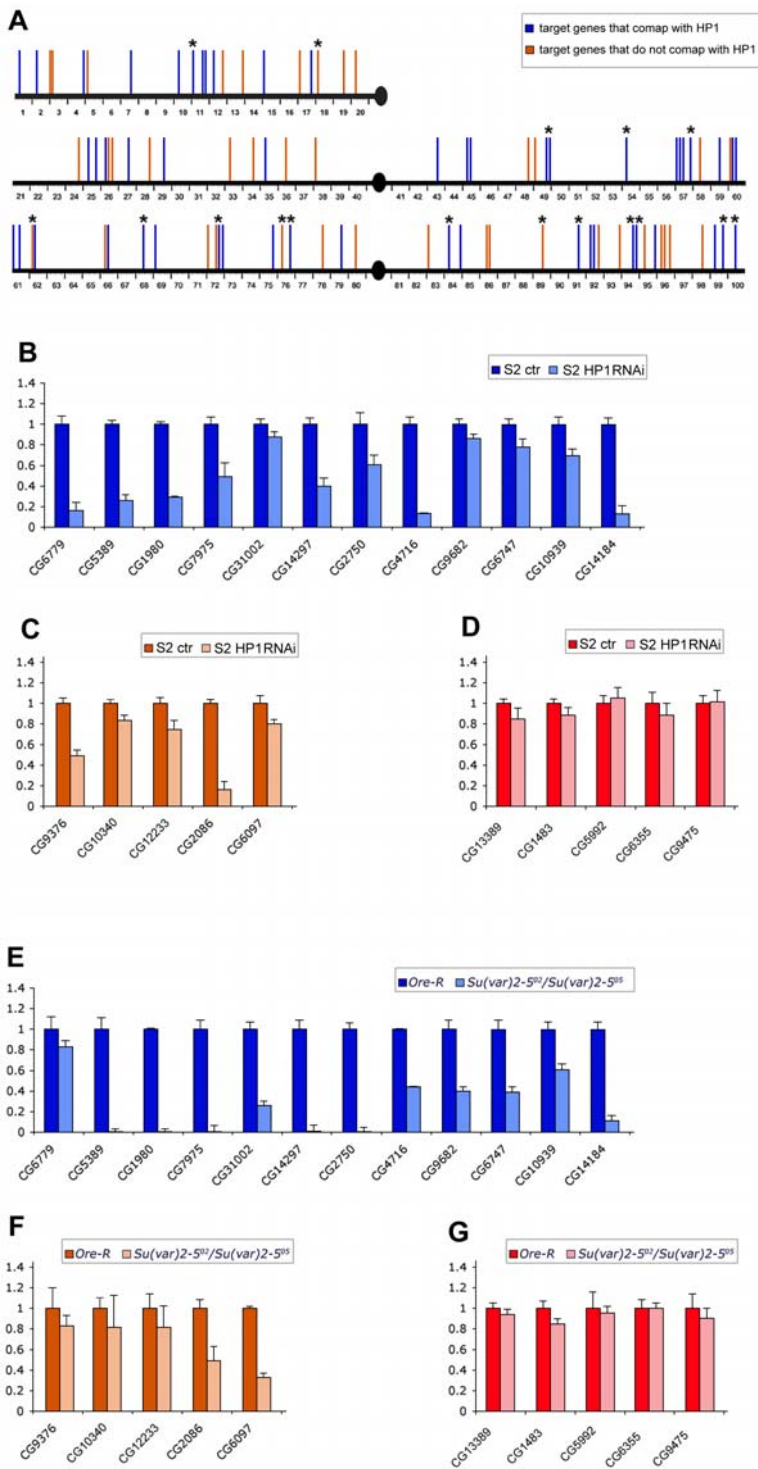 A
target genes that comap with HP1
target genes that do not comap with HP1
* *
1 2 3 4 5 6 7 8 9 10 11 12 13 14 15 16 17 18 19 20
* * *
21 22 23 24 25 26 27 28 29 30 31 32 33 34 35 36 37 38 39 40 41 42 43 44 45 46 47 48 49 50 51 52 53 54 55 56 57 58 59 60
* * * * * * * * * * * *
61 62 63 64 65 66 67 68 69 70 71 72 73 74 75 76 77 78 79 80 81 82 83 84 85 86 87 88 89 90 91 92 93 94 95 96 97 98 99 100
B
S2 ctr S2 HP1RNAi
1.4
1.2
1
0.8
0.6
0.4
0.2
0
CG6779 CG5389 CG1980 CG7975 CG31002 CG14297 CG2750 CG4716 CG9682 CG6747 CG10939 CG14184
C
S2 ctr S2 HP1RNAi
1.4
1.2
1
0.8
0.6
0.4
0.2
0
CG9376 CG10340 CG12233 CG2086 CG6097
D
S2 ctr S2 HP1RNAi
1.4
1.2
1
0.8
0.6
0.4
0.2
0
CG13389 CG1483 CG5992 CG6355 CG9475
E
Ore-R Su(var)2-5⁰²/Su(var)2-5⁰⁵
1.4
1.2
1
0.8
0.6
0.4
0.2
0
CG6779 CG5389 CG1980 CG7975 CG31002 CG14297 CG2750 CG4716 CG9682 CG6747 CG10939 CG14184
F
Ore-R Su(var)2-5⁰²/Su(var)2-5⁰⁵
1.4
1.2
1
0.8
0.6
0.4
0.2
0
CG9376 CG10340 CG12233 CG2086 CG6097
G
Ore-R Su(var)2-5⁰²/Su(var)2-5⁰⁵
1.4
1.2
1
0.8
0.6
0.4
0.2
0
CG13389 CG1483 CG5992 CG6355 CG9475